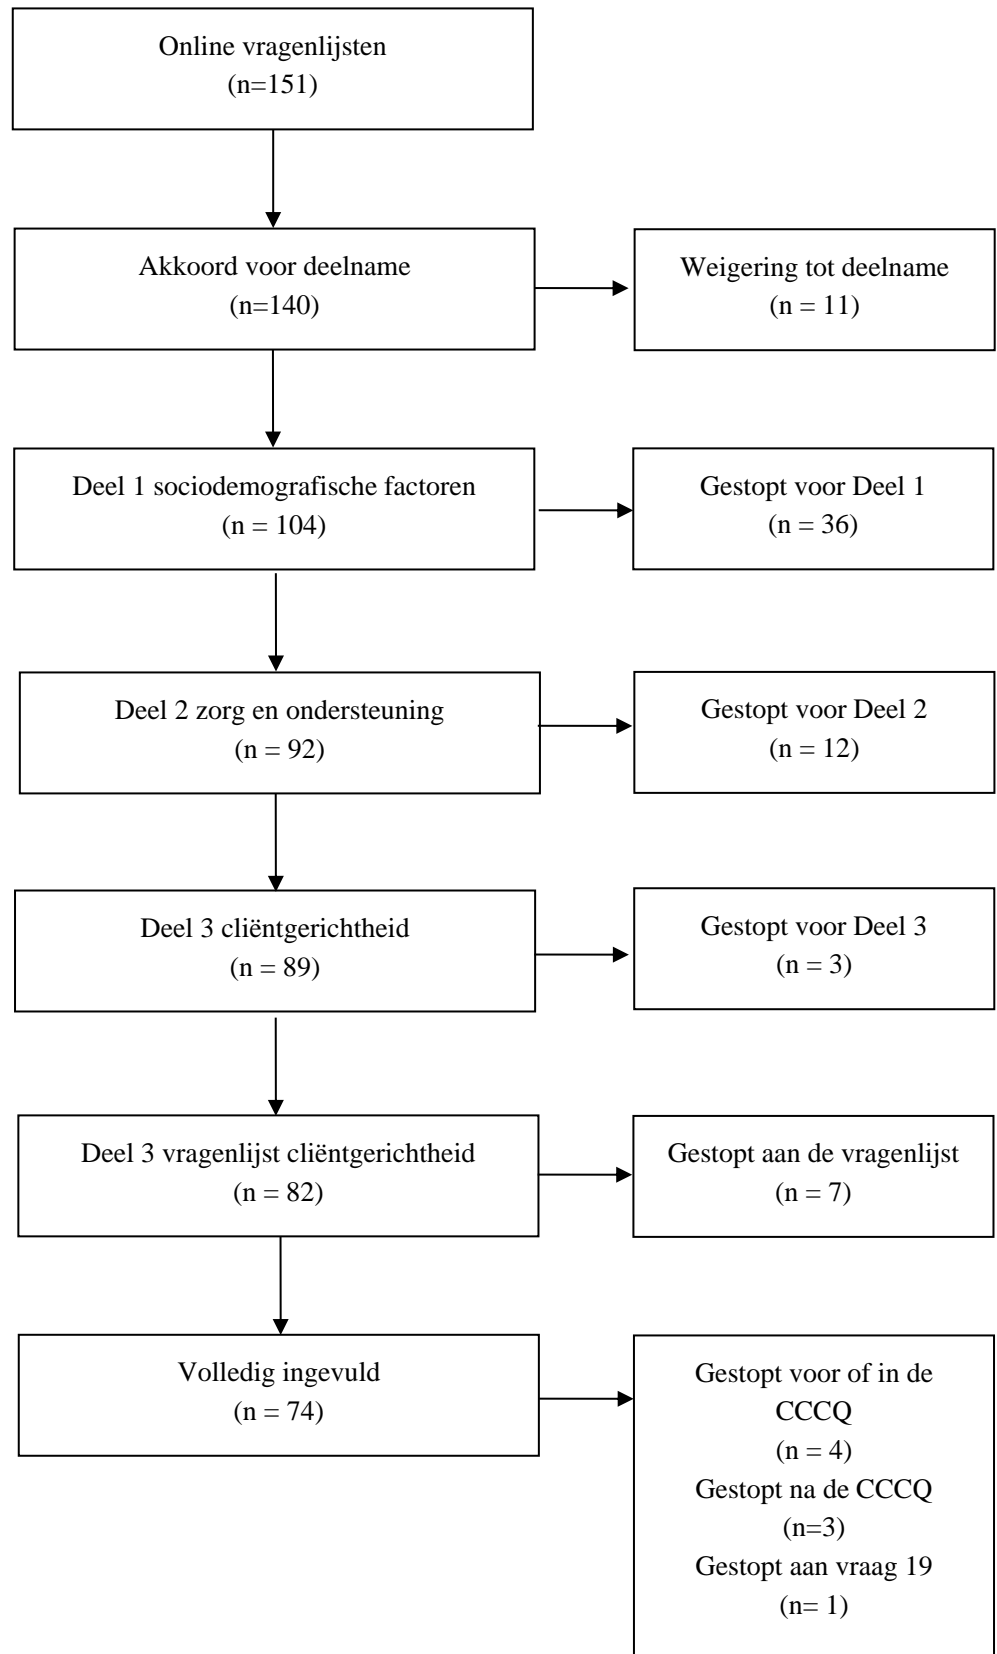 Online vragenlijsten
(n=151)
Akkoord voor deelname
(n=140)
Weigering tot deelname
(n = 11)
Deel 1 sociodemografische factoren
(n = 104)
Gestopt voor Deel 1
(n = 36)
Deel 2 zorg en ondersteuning
(n = 92)
Gestopt voor Deel 2
(n = 12)
Deel 3 cliëntgerichtheid
(n = 89)
Gestopt voor Deel 3
(n = 3)
Deel 3 vragenlijst cliëntgerichtheid
(n = 82)
Gestopt aan de vragenlijst
(n = 7)
Volledig ingevuld
(n = 74)
Gestopt voor of in de
CCCQ
(n = 4)
Gestopt na de CCCQ
(n=3)
Gestopt aan vraag 19
(n= 1)